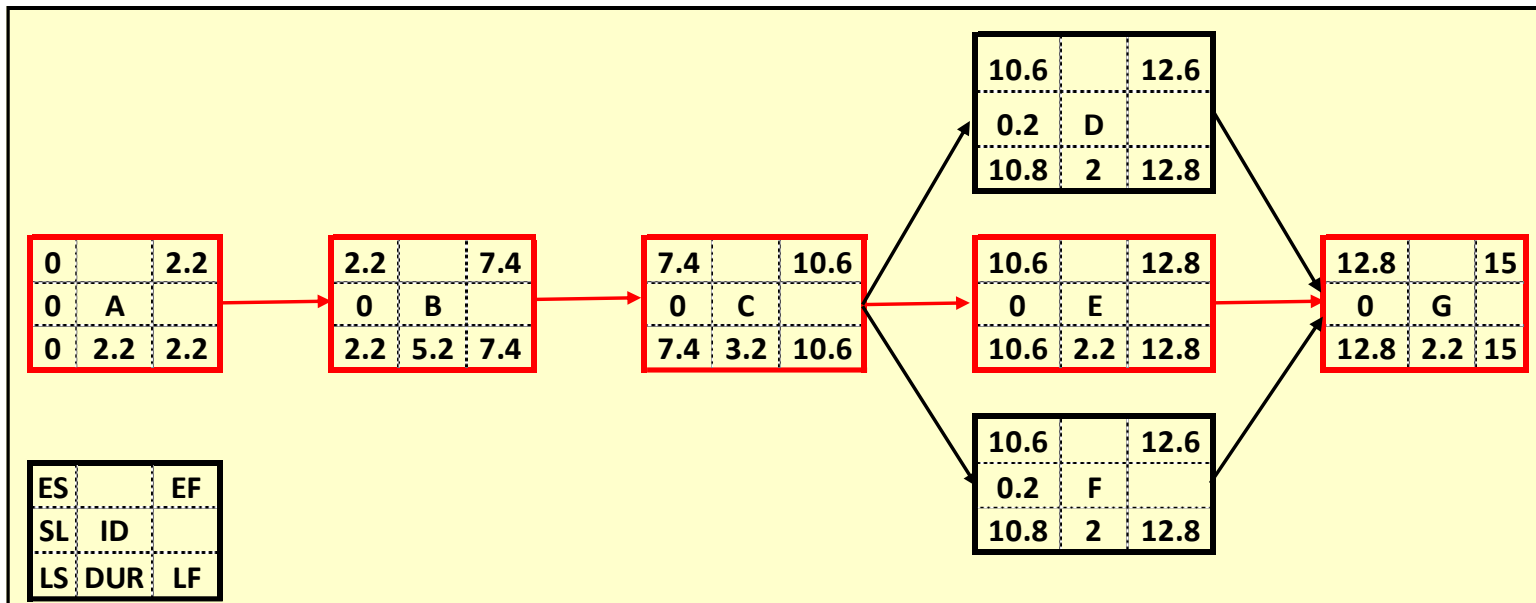 10.6 12.6
0.2 D
10.8 2 12.8
0 2.2
0 A
0 2.2 2.2
2.2 7.4
0 B
2.2 5.2 7.4
7.4 10.6
0 C
7.4 3.2 10.6
10.6 12.8
0 E
10.6 2.2 12.8
12.8 15
0 G
12.8 2.2 15
10.6 12.6
0.2 F
10.8 2 12.8
ES EF
SL ID
LS DUR LF